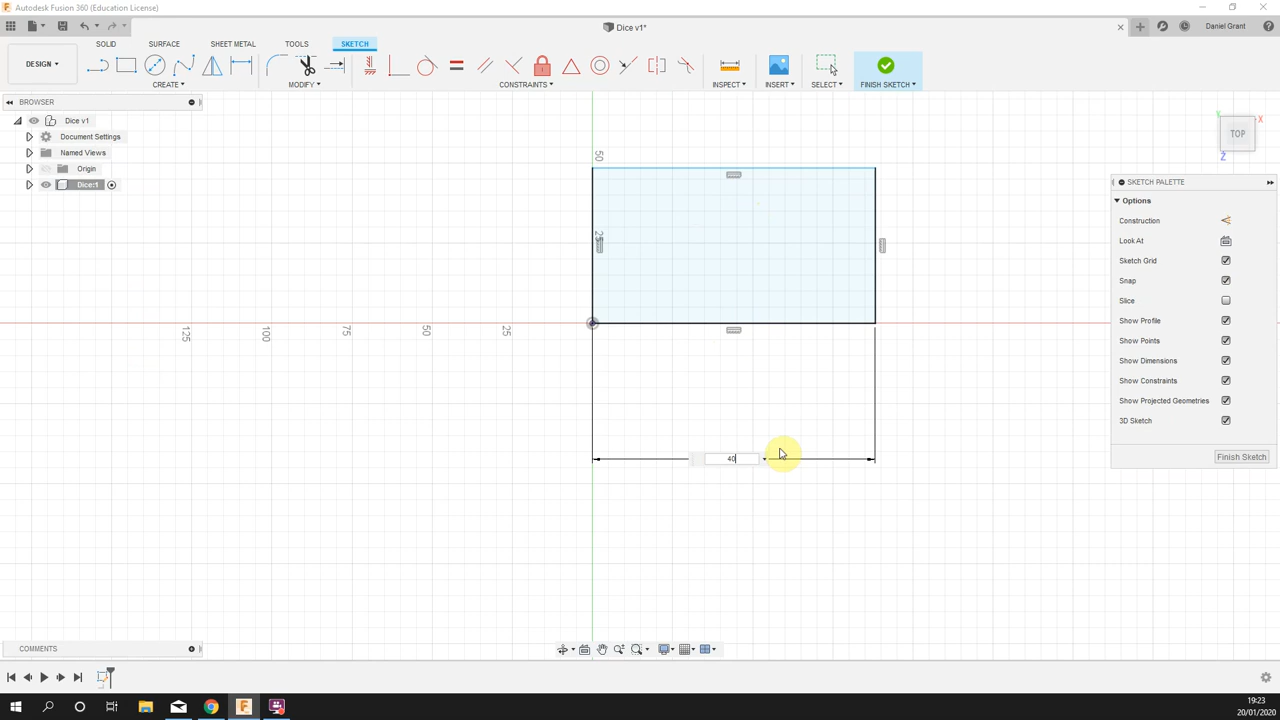 Autodesk Fusion 360 (Education License)
Dice v1*
Daniel Grant
DESIGN
SOLID
SURFACE
SHEET METAL
TOOLS
SKETCH
CREATE
MODIFY
CONSTRAINTS
INSPECT
INSERT
SELECT
FINISH SKETCH
BROWSER
Dice v1
Document Settings
Named Views
Origin
Dice:1
TOP
X
Y
Z
50
25
125
100
75
50
25
40
SKETCH PALETTE
Options
Construction
Look At
Sketch Grid
Snap
Slice
Show Profile
Show Points
Show Dimensions
Show Constraints
Show Projected Geometries
3D Sketch
Finish Sketch
COMMENTS
19:23
20/01/2020